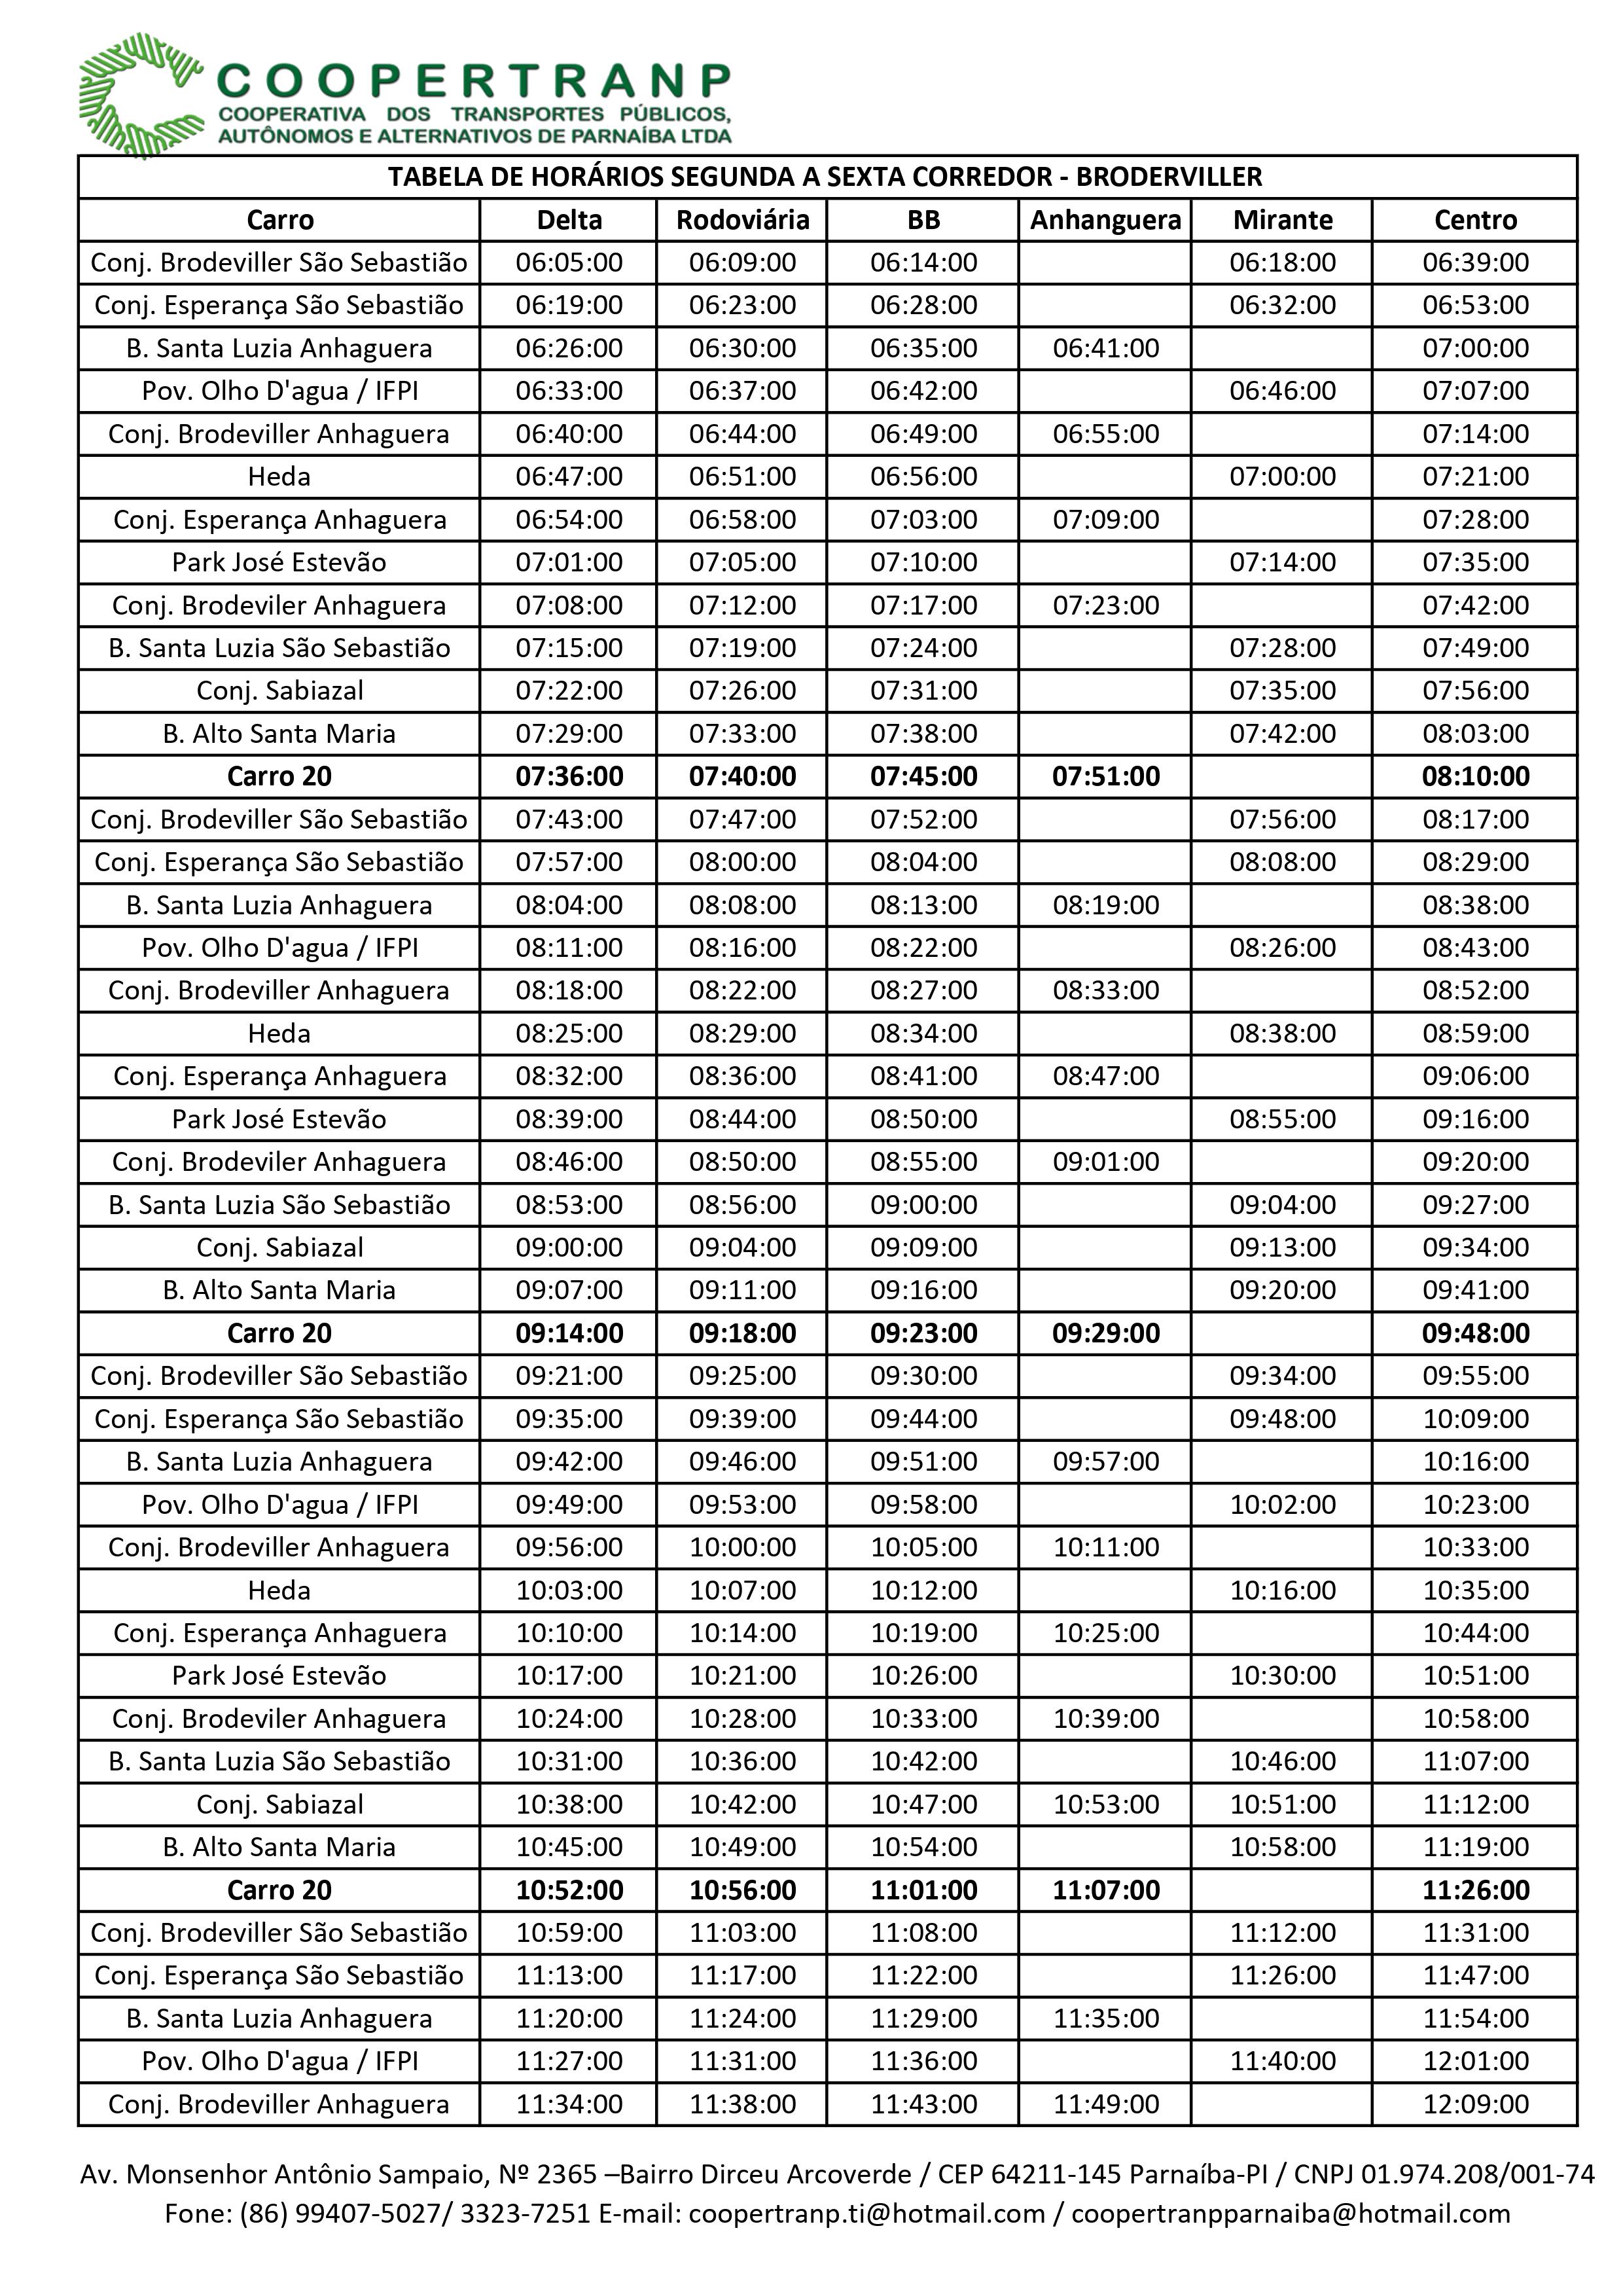 COOPERTRANP
COOPERATIVA DOS TRANSPORTES PÚBLICOS,
AUTÔNOMOS E ALTERNATIVOS DE PARNAÍBA LTDA
TABELA DE HORÁRIOS SEGUNDA A SEXTA CORREDOR - BRODERVILLER
Carro Delta Rodoviária BB Anhanguera Mirante Centro
Conj. Brodeviller São Sebastião 06:05:00 06:09:00 06:14:00 06:18:00 06:39:00
Conj. Esperança São Sebastião 06:19:00 06:23:00 06:28:00 06:32:00 06:53:00
B. Santa Luzia Anhaguera 06:26:00 06:30:00 06:35:00 06:41:00 07:00:00
Pov. Olho D'agua / IFPI 06:33:00 06:37:00 06:42:00 06:46:00 07:07:00
Conj. Brodeviller Anhaguera 06:40:00 06:44:00 06:49:00 06:55:00 07:14:00
Heda 06:47:00 06:51:00 06:56:00 07:00:00 07:21:00
Conj. Esperança Anhaguera 06:54:00 06:58:00 07:03:00 07:09:00 07:28:00
Park José Estevão 07:01:00 07:05:00 07:10:00 07:14:00 07:35:00
Conj. Brodeviler Anhaguera 07:08:00 07:12:00 07:17:00 07:23:00 07:42:00
B. Santa Luzia São Sebastião 07:15:00 07:19:00 07:24:00 07:28:00 07:49:00
Conj. Sabiazal 07:22:00 07:26:00 07:31:00 07:35:00 07:56:00
B. Alto Santa Maria 07:29:00 07:33:00 07:38:00 07:42:00 08:03:00
Carro 20 07:36:00 07:40:00 07:45:00 07:51:00 08:10:00
Conj. Brodeviller São Sebastião 07:43:00 07:47:00 07:52:00 07:56:00 08:17:00
Conj. Esperança São Sebastião 07:57:00 08:00:00 08:04:00 08:08:00 08:29:00
B. Santa Luzia Anhaguera 08:04:00 08:08:00 08:13:00 08:19:00 08:38:00
Pov. Olho D'agua / IFPI 08:11:00 08:16:00 08:22:00 08:26:00 08:43:00
Conj. Brodeviller Anhaguera 08:18:00 08:22:00 08:27:00 08:33:00 08:52:00
Heda 08:25:00 08:29:00 08:34:00 08:38:00 08:59:00
Conj. Esperança Anhaguera 08:32:00 08:36:00 08:41:00 08:47:00 09:06:00
Park José Estevão 08:39:00 08:44:00 08:50:00 08:55:00 09:16:00
Conj. Brodeviler Anhaguera 08:46:00 08:50:00 08:55:00 09:01:00 09:20:00
B. Santa Luzia São Sebastião 08:53:00 08:56:00 09:00:00 09:04:00 09:27:00
Conj. Sabiazal 09:00:00 09:04:00 09:09:00 09:13:00 09:34:00
B. Alto Santa Maria 09:07:00 09:11:00 09:16:00 09:20:00 09:41:00
Carro 20 09:14:00 09:18:00 09:23:00 09:29:00 09:48:00
Conj. Brodeviller São Sebastião 09:21:00 09:25:00 09:30:00 09:34:00 09:55:00
Conj. Esperança São Sebastião 09:35:00 09:39:00 09:44:00 09:48:00 10:09:00
B. Santa Luzia Anhaguera 09:42:00 09:46:00 09:51:00 09:57:00 10:16:00
Pov. Olho D'agua / IFPI 09:49:00 09:53:00 09:58:00 10:02:00 10:23:00
Conj. Brodeviller Anhaguera 09:56:00 10:00:00 10:05:00 10:11:00 10:33:00
Heda 10:03:00 10:07:00 10:12:00 10:16:00 10:35:00
Conj. Esperança Anhaguera 10:10:00 10:14:00 10:19:00 10:25:00 10:44:00
Park José Estevão 10:17:00 10:21:00 10:26:00 10:30:00 10:51:00
Conj. Brodeviler Anhaguera 10:24:00 10:28:00 10:33:00 10:39:00 10:58:00
B. Santa Luzia São Sebastião 10:31:00 10:36:00 10:42:00 10:46:00 11:07:00
Conj. Sabiazal 10:38:00 10:42:00 10:47:00 10:53:00 10:51:00 11:12:00
B. Alto Santa Maria 10:45:00 10:49:00 10:54:00 10:58:00 11:19:00
Carro 20 10:52:00 10:56:00 11:01:00 11:07:00 11:26:00
Conj. Brodeviller São Sebastião 10:59:00 11:03:00 11:08:00 11:12:00 11:31:00
Conj. Esperança São Sebastião 11:13:00 11:17:00 11:22:00 11:26:00 11:47:00
B. Santa Luzia Anhaguera 11:20:00 11:24:00 11:29:00 11:35:00 11:54:00
Pov. Olho D'agua / IFPI 11:27:00 11:31:00 11:36:00 11:40:00 12:01:00
Conj. Brodeviller Anhaguera 11:34:00 11:38:00 11:43:00 11:49:00 12:09:00
Av. Monsenhor Antônio Sampaio, Nº 2365 –Bairro Dirceu Arcoverde / CEP 64211-145 Parnaíba-PI / CNPJ 01.974.208/001-74
Fone: (86) 99407-5027/ 3323-7251 E-mail: coopertranp.ti@hotmail.com / coopertranpparnaiba@hotmail.com